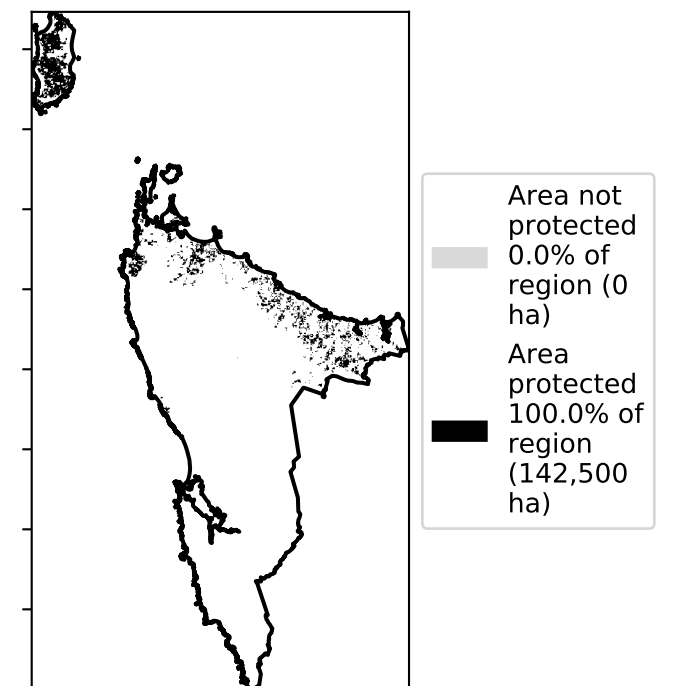 Area not
protected
0.0% of
region (0
ha)
Area
protected
100.0% of
region
(142,500
ha)